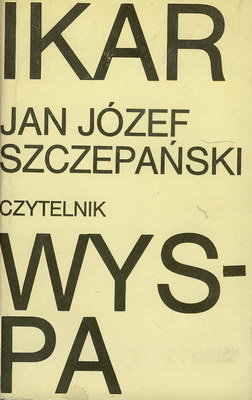 IKAR
JAN JÓZEF
SZCZEPAŃSKI
CZYTELNIK
WYS-
PA